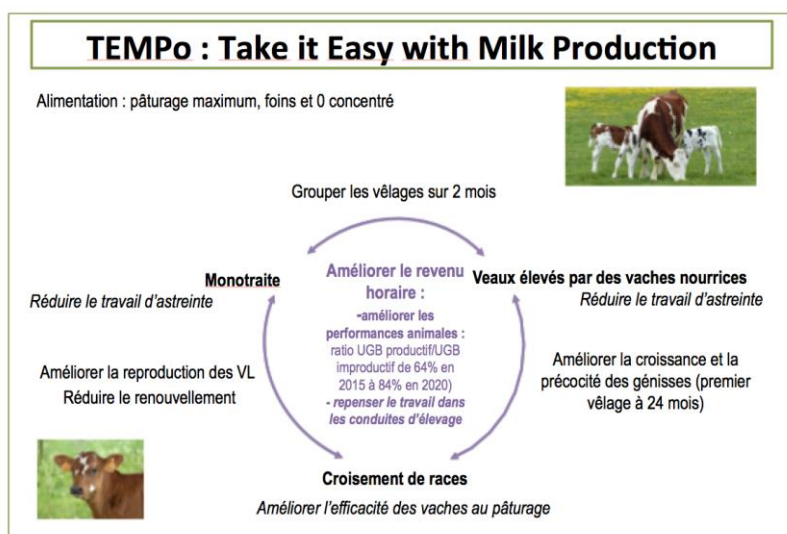 TEMPo : Take it Easy with Milk Production
Alimentation : pâturage maximum, foins et 0 concentré
Grouper les vêlages sur 2 mois
Monotraite
Réduire le travail d'astreinte
Améliorer le revenu
horaire :
-améliorer les
performances animales :
ratio UGB productif/UGB
improductif de 64% en
2015 à 84% en 2020)
- repenser le travail dans
les conduites d'élevage
Veaux élevés par des vaches nourrices
Réduire le travail d'astreinte
Améliorer la reproduction des VL
Réduire le renouvellement
Améliorer la croissance et la
précocité des génisses (premier
vêlage à 24 mois)
Croisement de races
Améliorer l'efficacité des vaches au pâturage